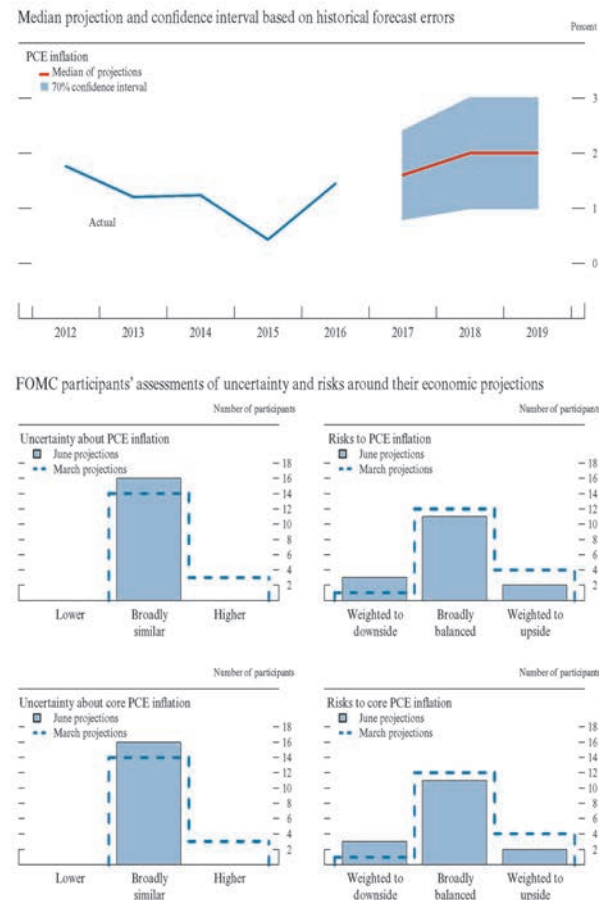 Median projection and confidence interval based on historical forecast errors
Percent
PCE inflation
Median of projections
70% confidence interval
3
2
Actual
1
0
2012 2013 2014 2015 2016 2017 2018 2019
FOMC participants' assessments of uncertainty and risks around their economic projections
Number of participants
Uncertainty about PCE inflation
June projections
March projections
18
16
14
12
10
8
6
4
2
Lower Broadly similar Higher
Number of participants
Risks to PCE inflation
June projections
March projections
18
16
14
12
10
8
6
4
2
Weighted to downside Broadly balanced Weighted to upside
Number of participants
Uncertainty about core PCE inflation
June projections
March projections
18
16
14
12
10
8
6
4
2
Lower Broadly similar Higher
Number of participants
Risks to core PCE inflation
June projections
March projections
18
16
14
12
10
8
6
4
2
Weighted to downside Broadly balanced Weighted to upside